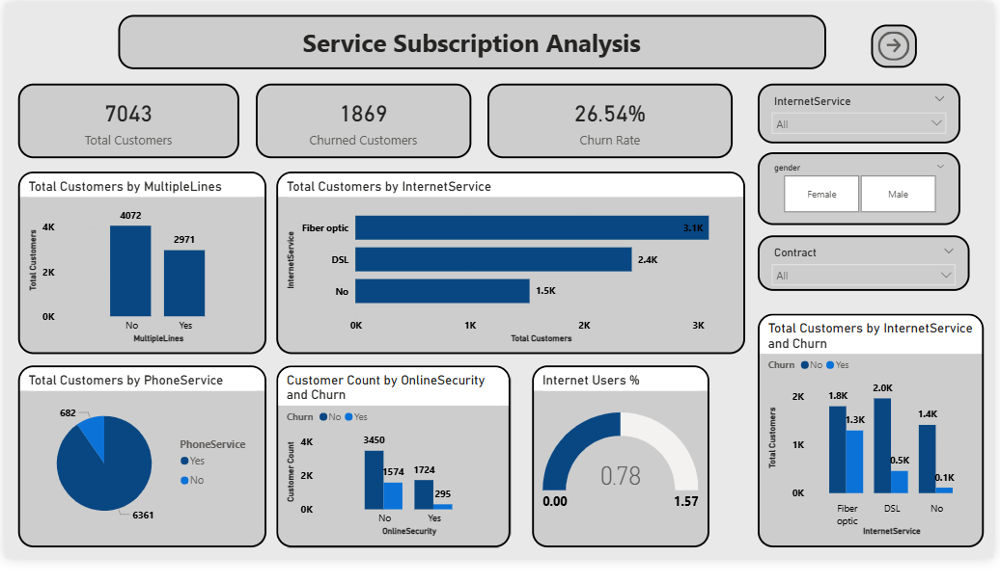 Service Subscription Analysis
7043
Total Customers
1869
Churned Customers
26.54%
Churn Rate
InternetService
All
gender
Female
Male
Contract
All
Total Customers by MultipleLines
Total Customers
4K
2K
0K
4072
2971
No
Yes
MultipleLines
Total Customers by InternetService
InternetService
Fiber optic
DSL
No
3.1K
2.4K
1.5K
0K
1K
2K
3K
Total Customers
Total Customers by PhoneService
682
6361
PhoneService
Yes
No
Customer Count by OnlineSecurity
and Churn
Churn
No
Yes
Customer Count
4K
2K
0K
3450
1574
1724
295
No
Yes
OnlineSecurity
Internet Users %
0.78
0.00
1.57
Total Customers by InternetService
and Churn
Churn
No
Yes
Total Customers
2K
1K
0K
1.8K
1.3K
2.0K
0.5K
1.4K
0.1K
Fiber
optic
DSL
No
InternetService